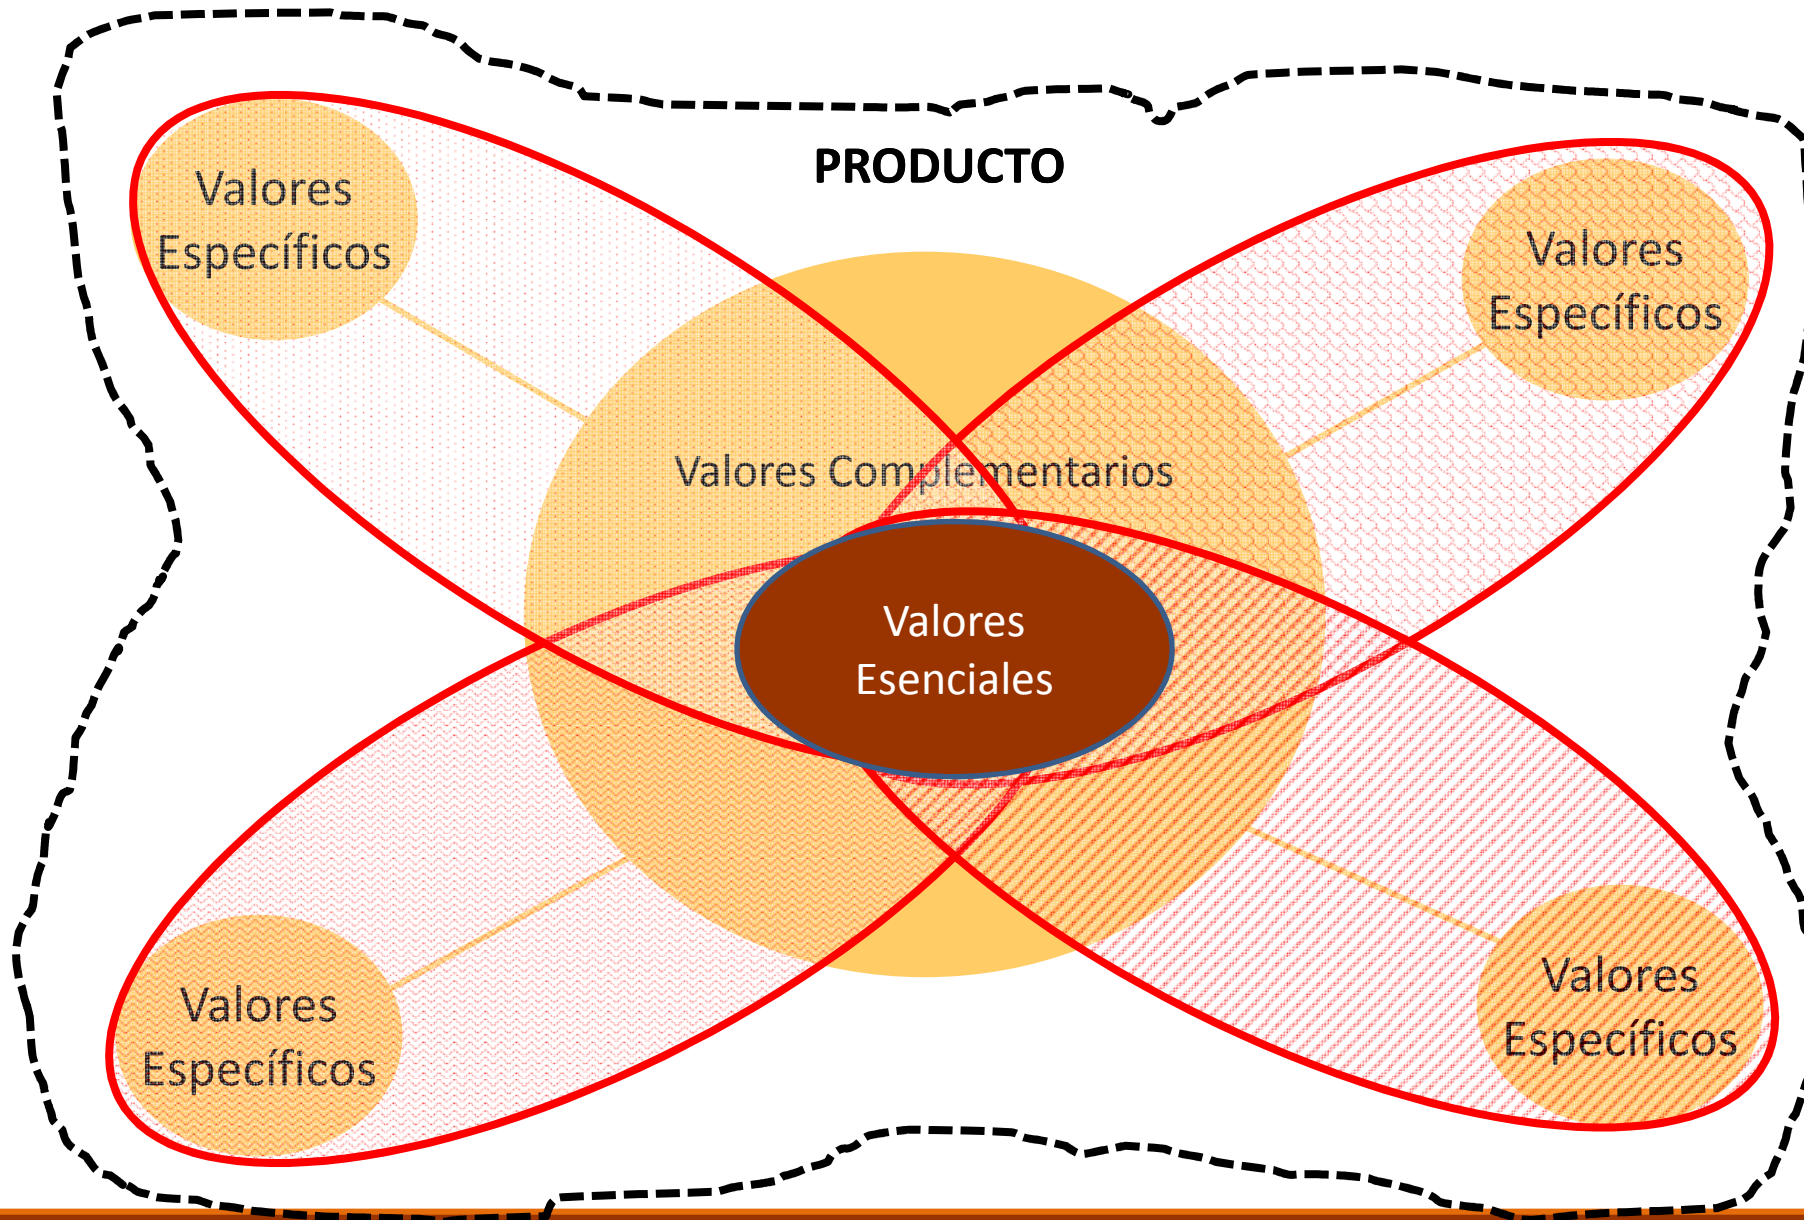 PRODUCTO
Valores
Específicos
Valores
Específicos
Valores Complementarios
Valores
Esenciales
Valores
Específicos
Valores
Específicos